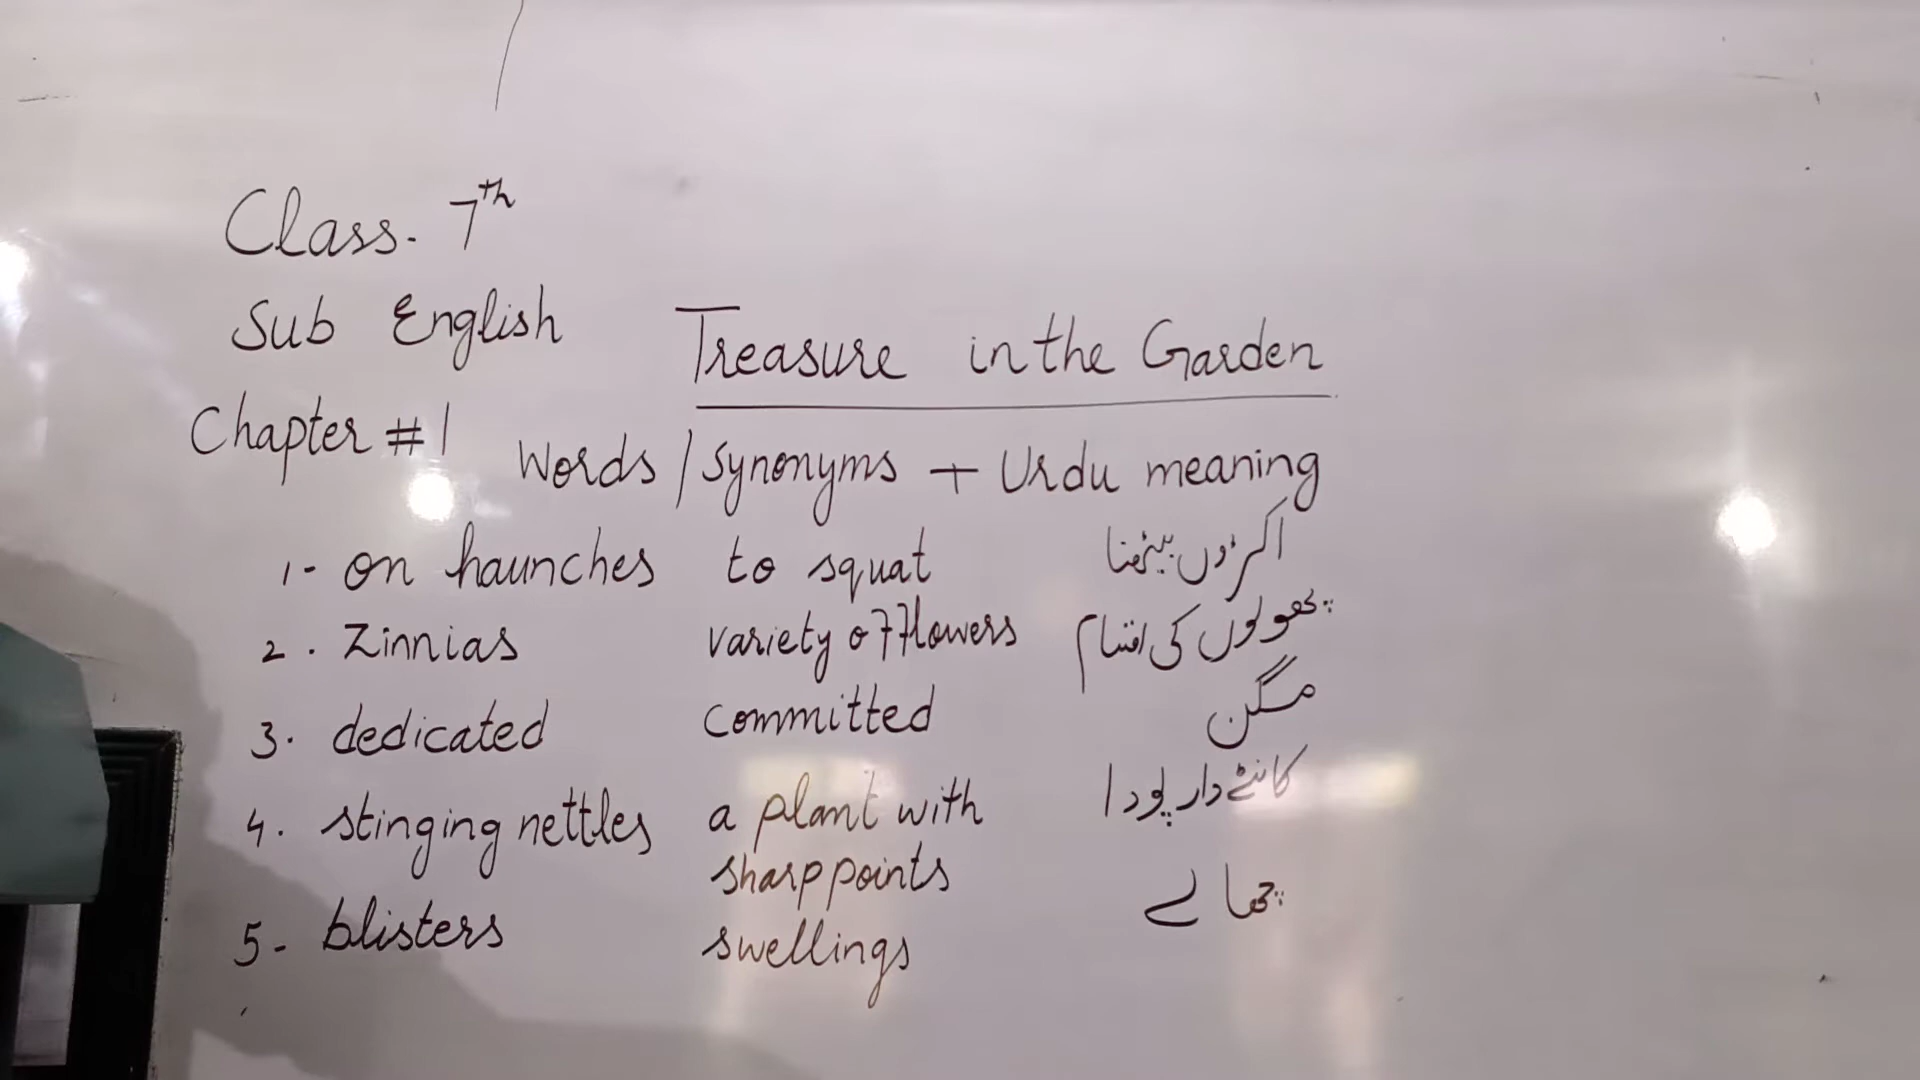 Class. 7th
Sub English
Treasure in the Garden
Chapter #1
Words / Synonyms + Urdu meaning
1- on haunches to squat اکڑوں بیٹھنا
2. Zinnias variety of flowers پھولوں کی اقسام
3. dedicated committed مگن
4. stinging nettles a plant with کانٹے دار پودا
sharp points
5- blisters swellings چھالے